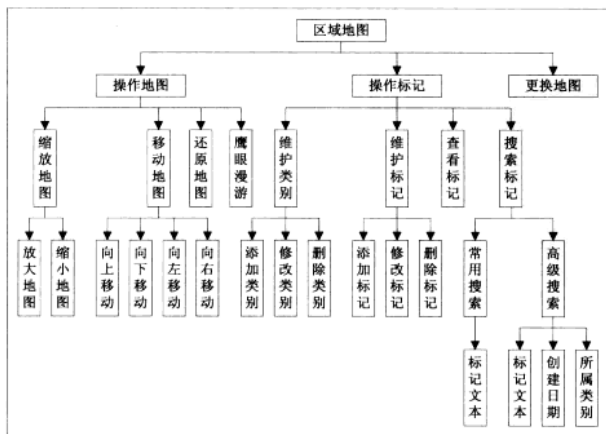 区域地图
操作地图
操作标记
更换地图
缩放地图
移动地图
还原地图
鹰眼漫游
维护类别
维护标记
查看标记
搜索标记
放大地图
缩小地图
向上移动
向下移动
向左移动
向右移动
添加类别
修改类别
删除类别
添加标记
修改标记
删除标记
常用搜索
高级搜索
标记文本
标记文本
创建日期
所属类别